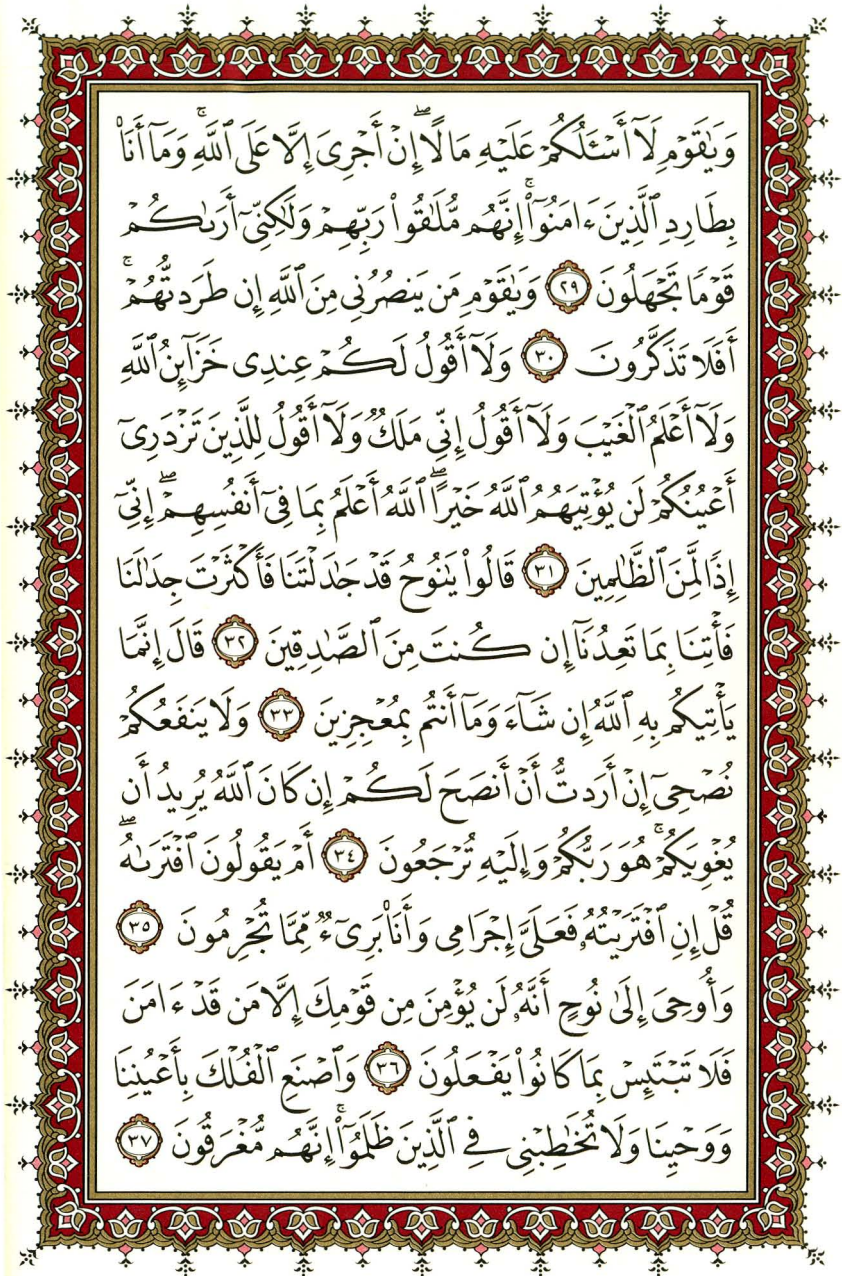 وَيَٰقَوْمِ لَآ أَسْـَٔلُكُمْ عَلَيْهِ مَالًا ۖ إِنْ أَجْرِىَ إِلَّا عَلَى ٱللَّهِ ۚ وَمَآ أَنَا۠
بِطَارِدِ ٱلَّذِينَ ءَامَنُوٓا۟ ۚ إِنَّهُم مُّلَٰقُوا۟ رَبِّهِمْ وَلَٰكِنِّىٓ أَرَىٰكُمْ
قَوْمًا تَجْهَلُونَ ٢٩ وَيَٰقَوْمِ مَن يَنصُرُنِى مِنَ ٱللَّهِ إِن طَرَدتُّهُمْ ۚ
أَفَلَا تَذَكَّرُونَ ٣٠ وَلَآ أَقُولُ لَكُمْ عِندِى خَزَآئِنُ ٱللَّهِ
وَلَآ أَعْلَمُ ٱلْغَيْبَ وَلَآ أَقُولُ إِنِّى مَلَكٌ وَلَآ أَقُولُ لِلَّذِينَ تَزْدَرِىٓ
أَعْيُنُكُمْ لَن يُؤْتِيَهُمُ ٱللَّهُ خَيْرًا ۖ ٱللَّهُ أَعْلَمُ بِمَا فِىٓ أَنفُسِهِمْ ۖ إِنِّىٓ
إِذًا لَّمِنَ ٱلظَّٰلِمِينَ ٣١ قَالُوا۟ يَٰنُوحُ قَدْ جَٰدَلْتَنَا فَأَكْثَرْتَ جِدَٰلَنَا
فَأْتِنَا بِمَا تَعِدُنَآ إِن كُنتَ مِنَ ٱلصَّٰدِقِينَ ٣٢ قَالَ إِنَّمَا
يَأْتِيكُم بِهِ ٱللَّهُ إِن شَآءَ وَمَآ أَنتُم بِمُعْجِزِينَ ٣٣ وَلَا يَنفَعُكُمْ
نُصْحِىٓ إِنْ أَرَدتُّ أَنْ أَنصَحَ لَكُمْ إِن كَانَ ٱللَّهُ يُرِيدُ أَن
يُغْوِيَكُمْ ۚ هُوَ رَبُّكُمْ وَإِلَيْهِ تُرْجَعُونَ ٣٤ أَمْ يَقُولُونَ ٱفْتَرَىٰهُ ۖ
قُلْ إِنِ ٱفْتَرَيْتُهُۥ فَعَلَىَّ إِجْرَامِى وَأَنَا۠ بَرِىٓءٌ مِّمَّا تُجْرِمُونَ ٣٥
وَأُوحِىَ إِلَىٰ نُوحٍ أَنَّهُۥ لَن يُؤْمِنَ مِن قَوْمِكَ إِلَّا مَن قَدْ ءَامَنَ
فَلَا تَبْتَئِسْ بِمَا كَانُوا۟ يَفْعَلُونَ ٣٦ وَٱصْنَعِ ٱلْفُلْكَ بِأَعْيُنِنَا
وَوَحْيِنَا وَلَا تُخَٰطِبْنِى فِى ٱلَّذِينَ ظَلَمُوٓا۟ ۚ إِنَّهُم مُّغْرَقُونَ ٣٧